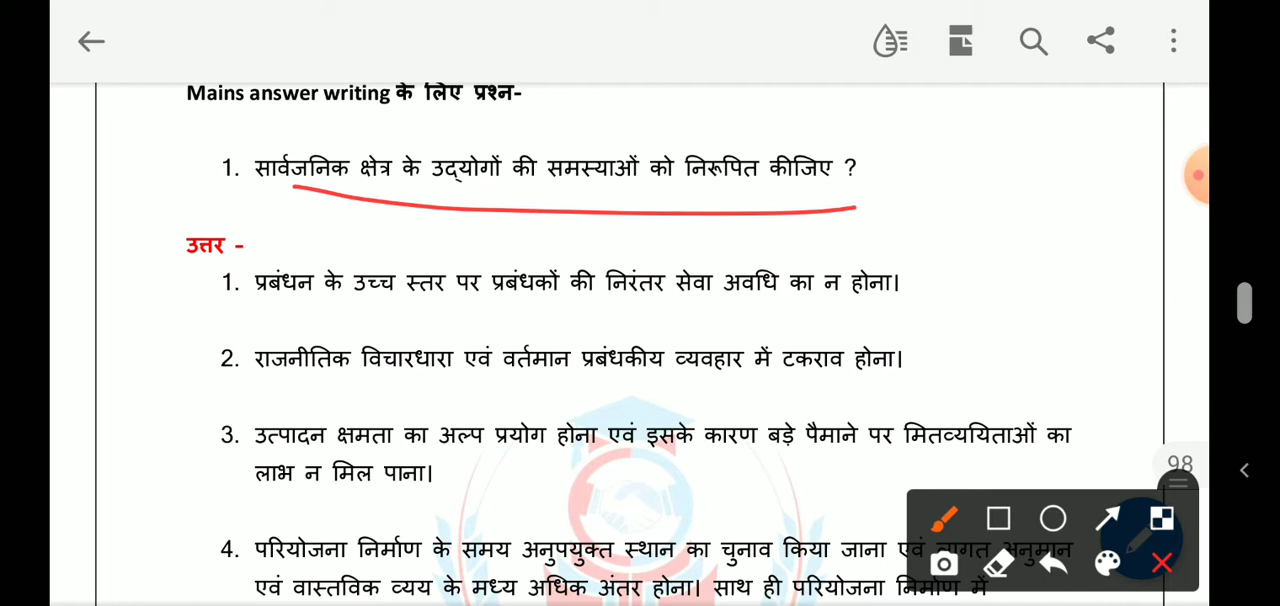 Mains answer writing के लिए प्रश्न-
1. सार्वजनिक क्षेत्र के उद्योगों की समस्याओं को निरूपित कीजिए ?
उत्तर -
1. प्रबंधन के उच्च स्तर पर प्रबंधकों की निरंतर सेवा अवधि का न होना।
2. राजनीतिक विचारधारा एवं वर्तमान प्रबंधकीय व्यवहार में टकराव होना।
3. उत्पादन क्षमता का अल्प प्रयोग होना एवं इसके कारण बड़े पैमाने पर मितव्ययिताओं का
लाभ न मिल पाना।
98
4. परियोजना निर्माण के समय अनुपयुक्त स्थान का चुनाव किया जाना एवं लागत अनुमान
एवं वास्तविक व्यय के मध्य अधिक अंतर होना। साथ ही परियोजना निर्माण में